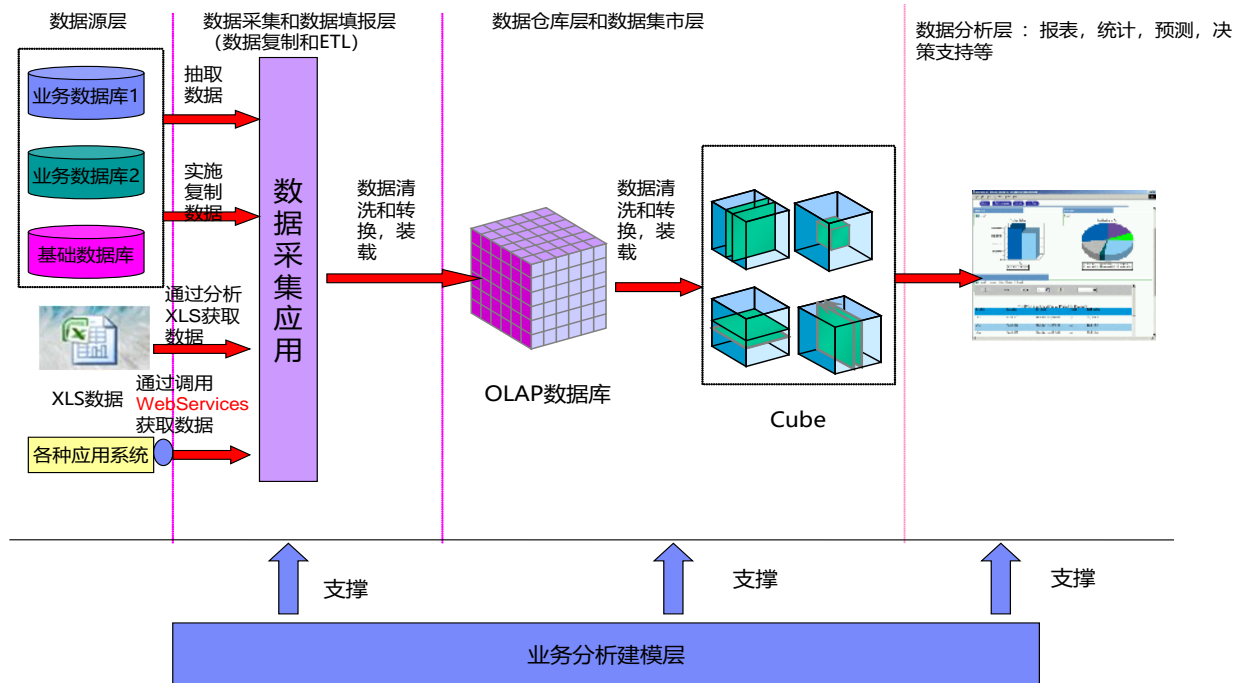 数据源层
数据采集和数据填报层
（数据复制和ETL）
数据仓库层和数据集市层
数据分析层 ：报表，统计，预测，决
策支持等
业务数据库1
业务数据库2
基础数据库
XLS数据
各种应用系统
抽取
数据
实施
复制
数据
通过分析
XLS获取
数据
通过调用
WebServices
获取数据
数
据
采
集
应
用
数据清
洗和转
换，装
载
OLAP数据库
数据清
洗和转
换，装
载
Cube
支撑
支撑
支撑
业务分析建模层